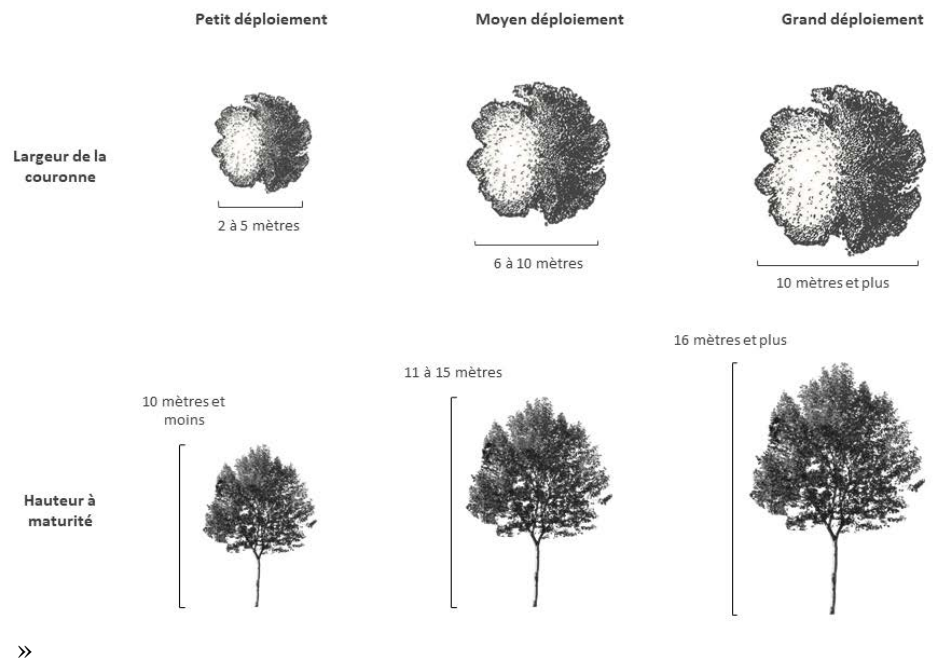 Petit déploiement
Moyen déploiement
Grand déploiement
Largeur de la
couronne
2 à 5 mètres
6 à 10 mètres
10 mètres et plus
16 mètres et plus
11 à 15 mètres
10 mètres et
moins
Hauteur à
maturité
»